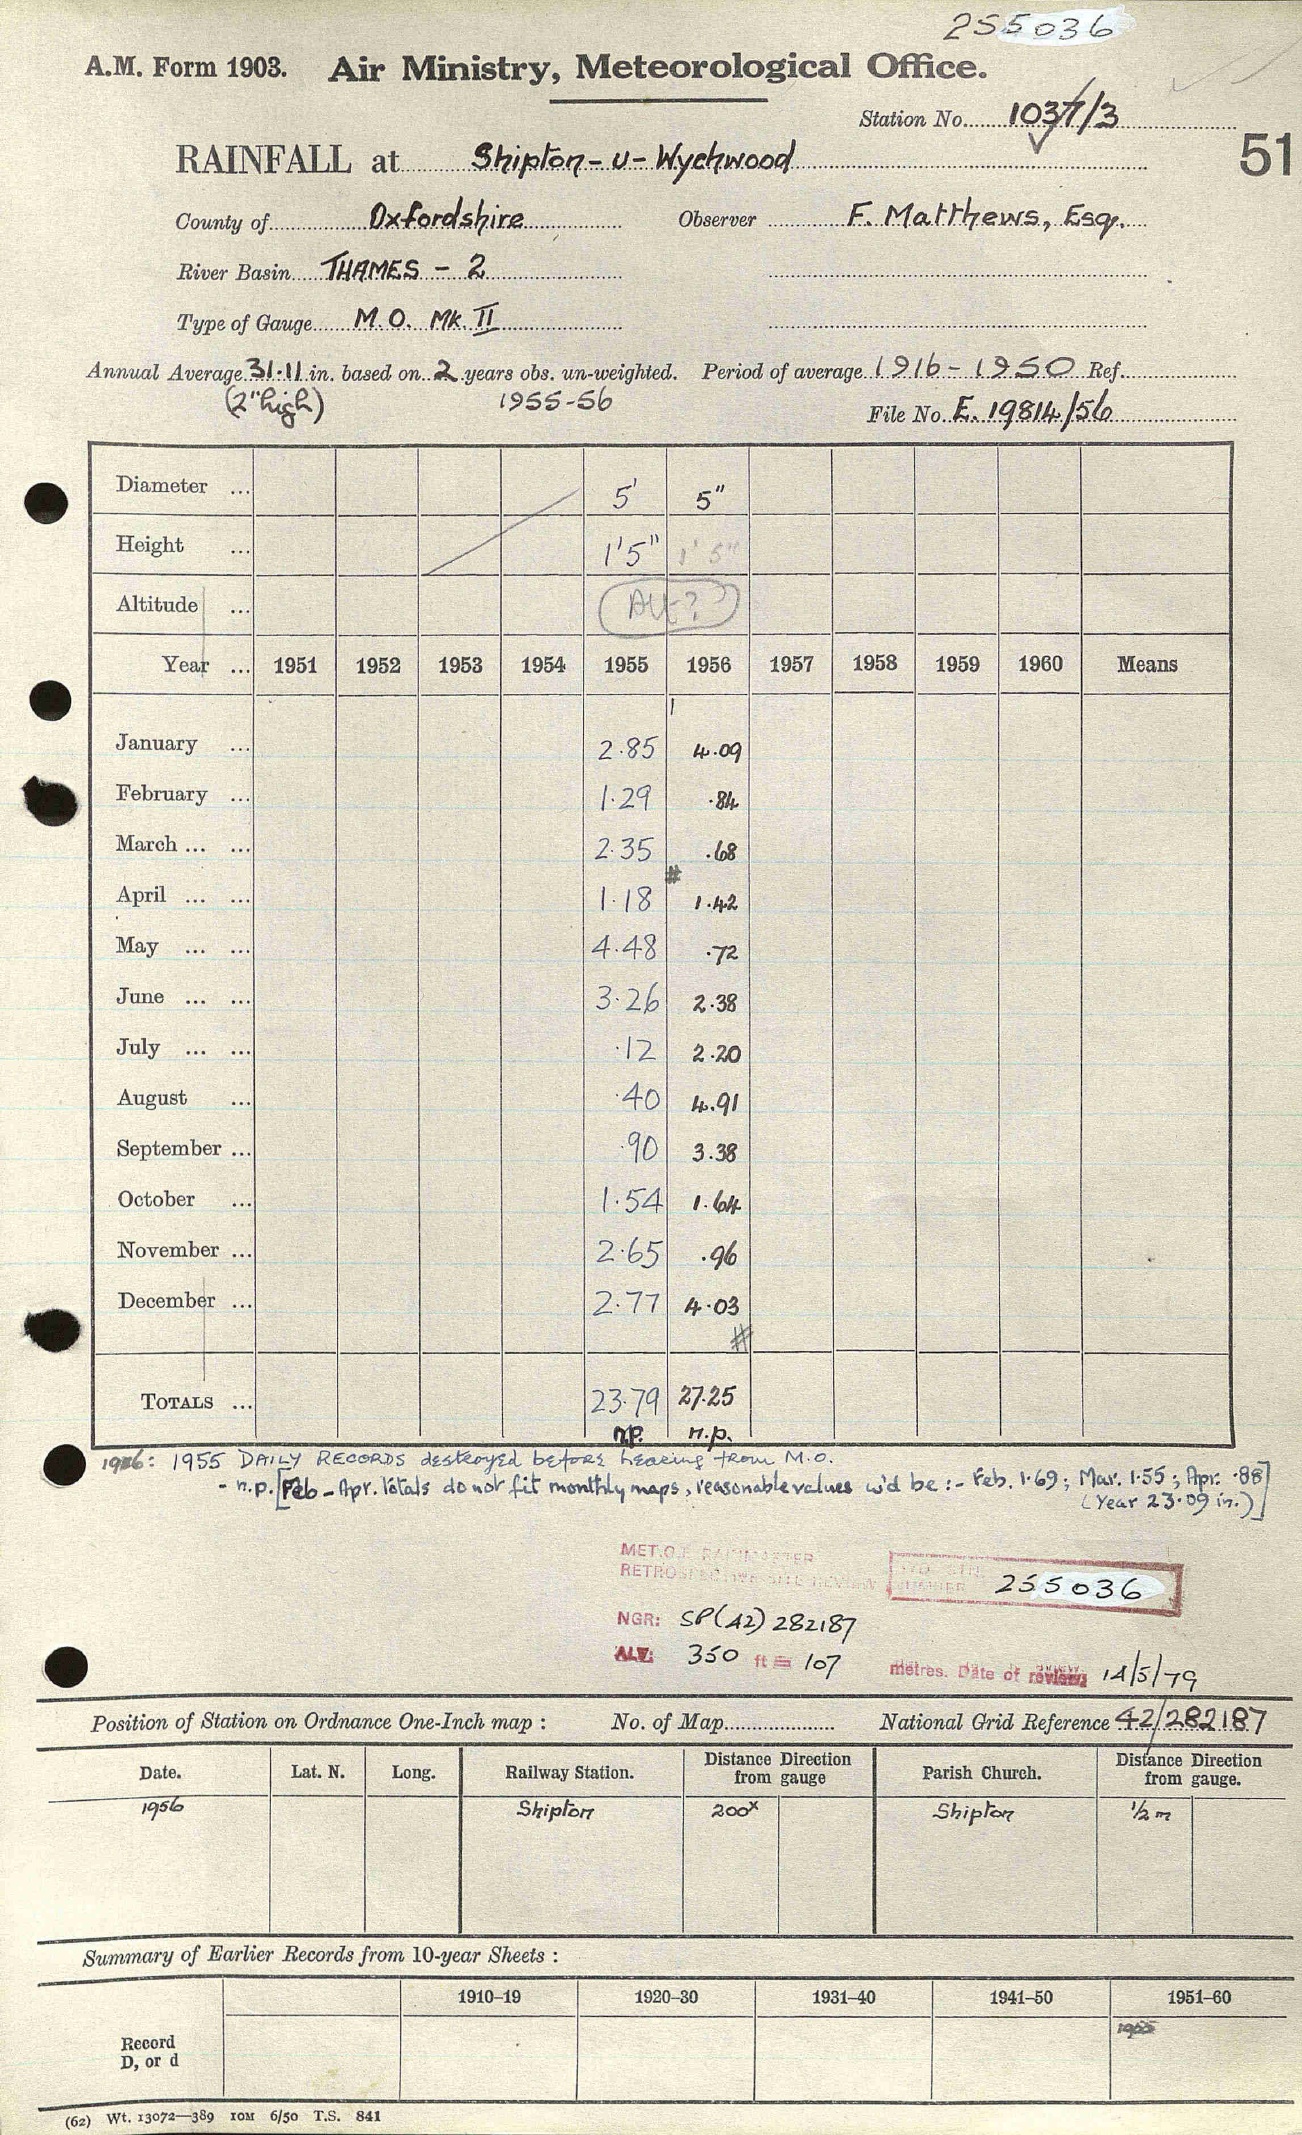 255036
A.M. Form 1903. Air Ministry, Meteorological Office.
Station No. 1037/3
51
RAINFALL at Shipton-u-Wychwood
County of Oxfordshire Observer F. Matthews, Esq.
River Basin THAMES - 2
Type of Gauge M.O. Mk II
Annual Average 31.11 in. based on 2 years obs. un-weighted. Period of average 1916-1950 Ref.
(2" high) 1955-56
File No. E. 19814/56
Diameter ... 5' 5"
Height ... 1'5" 1'5"
Altitude ... Alt?
Year ... 1951 1952 1953 1954 1955 1956 1957 1958 1959 1960 Means
January ... 2.85 4.09
February ... 1.29 .84
March ... ... 2.35 .68
#
April ... ... 1.18 1.42
May ... ... 4.48 .72
June ... ... 3.26 2.38
July ... ... .12 2.20
August ... .40 4.91
September ... .90 3.38
October ... 1.54 1.64
November ... 2.65 .96
December ... 2.77 4.03
#
TOTALS ... 23.79 27.25
n.p. n.p.
1956: 1955 DAILY RECORDS destroyed before hearing from M.O.
- n.p. [Feb - Apr. totals do not fit monthly maps, reasonable values w'd be :- Feb. 1.69; Mar. 1.55; Apr. .88
(Year 23.09 in.)]
MET.O.8 RAINMASTER
RETROSPECTIVE SITE REVIEW NUMBER 255036
NGR: SP(42) 282187
ALT: 350 ft = 107 metres. Date of review: 14/5/79
Position of Station on Ordnance One-Inch map : No. of Map National Grid Reference 42/282187
Date. Lat. N. Long. Railway Station. Distance Direction from gauge Parish Church. Distance Direction from gauge.
1956 Shipton 200x Shipton 1/2 m
Summary of Earlier Records from 10-year Sheets :
1910-19 1920-30 1931-40 1941-50 1951-60
1955
Record
D, or d
(62) Wt. 13072—389 10M 6/50 T.S. 841